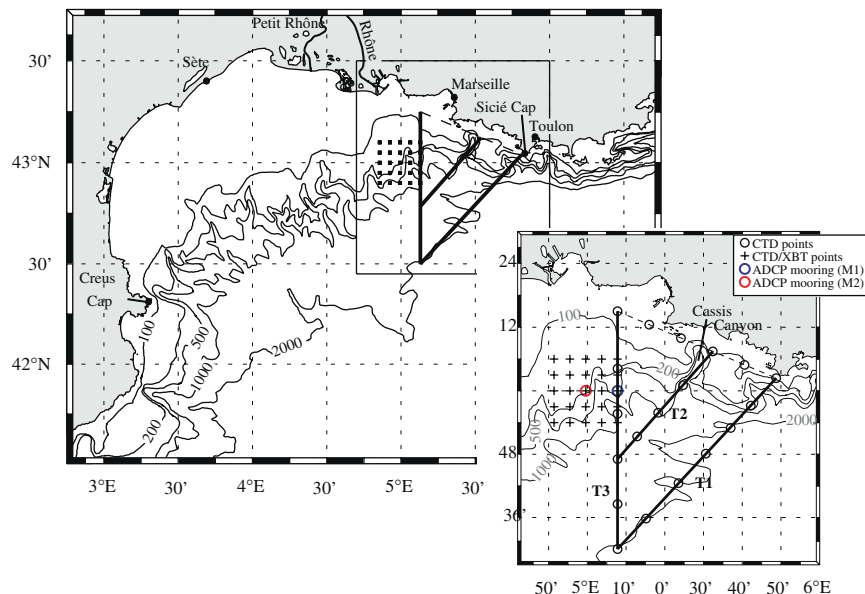 Petit Rhône
Rhône
30'
Sète
Marseille
Sicié Cap
Toulon
43°N
30'
Creus
Cap
100
500
1000
200
2000
42°N
3°E
30'
4°E
30'
5°E
30'
CTD points
CTD/XBT points
ADCP mooring (M1)
ADCP mooring (M2)
24'
12'
48'
36'
100
Cassis
Canyon
200
T2
2000
500
1000
T3
T1
50'
5°E
10'
0'
30'
40'
50'
6°E